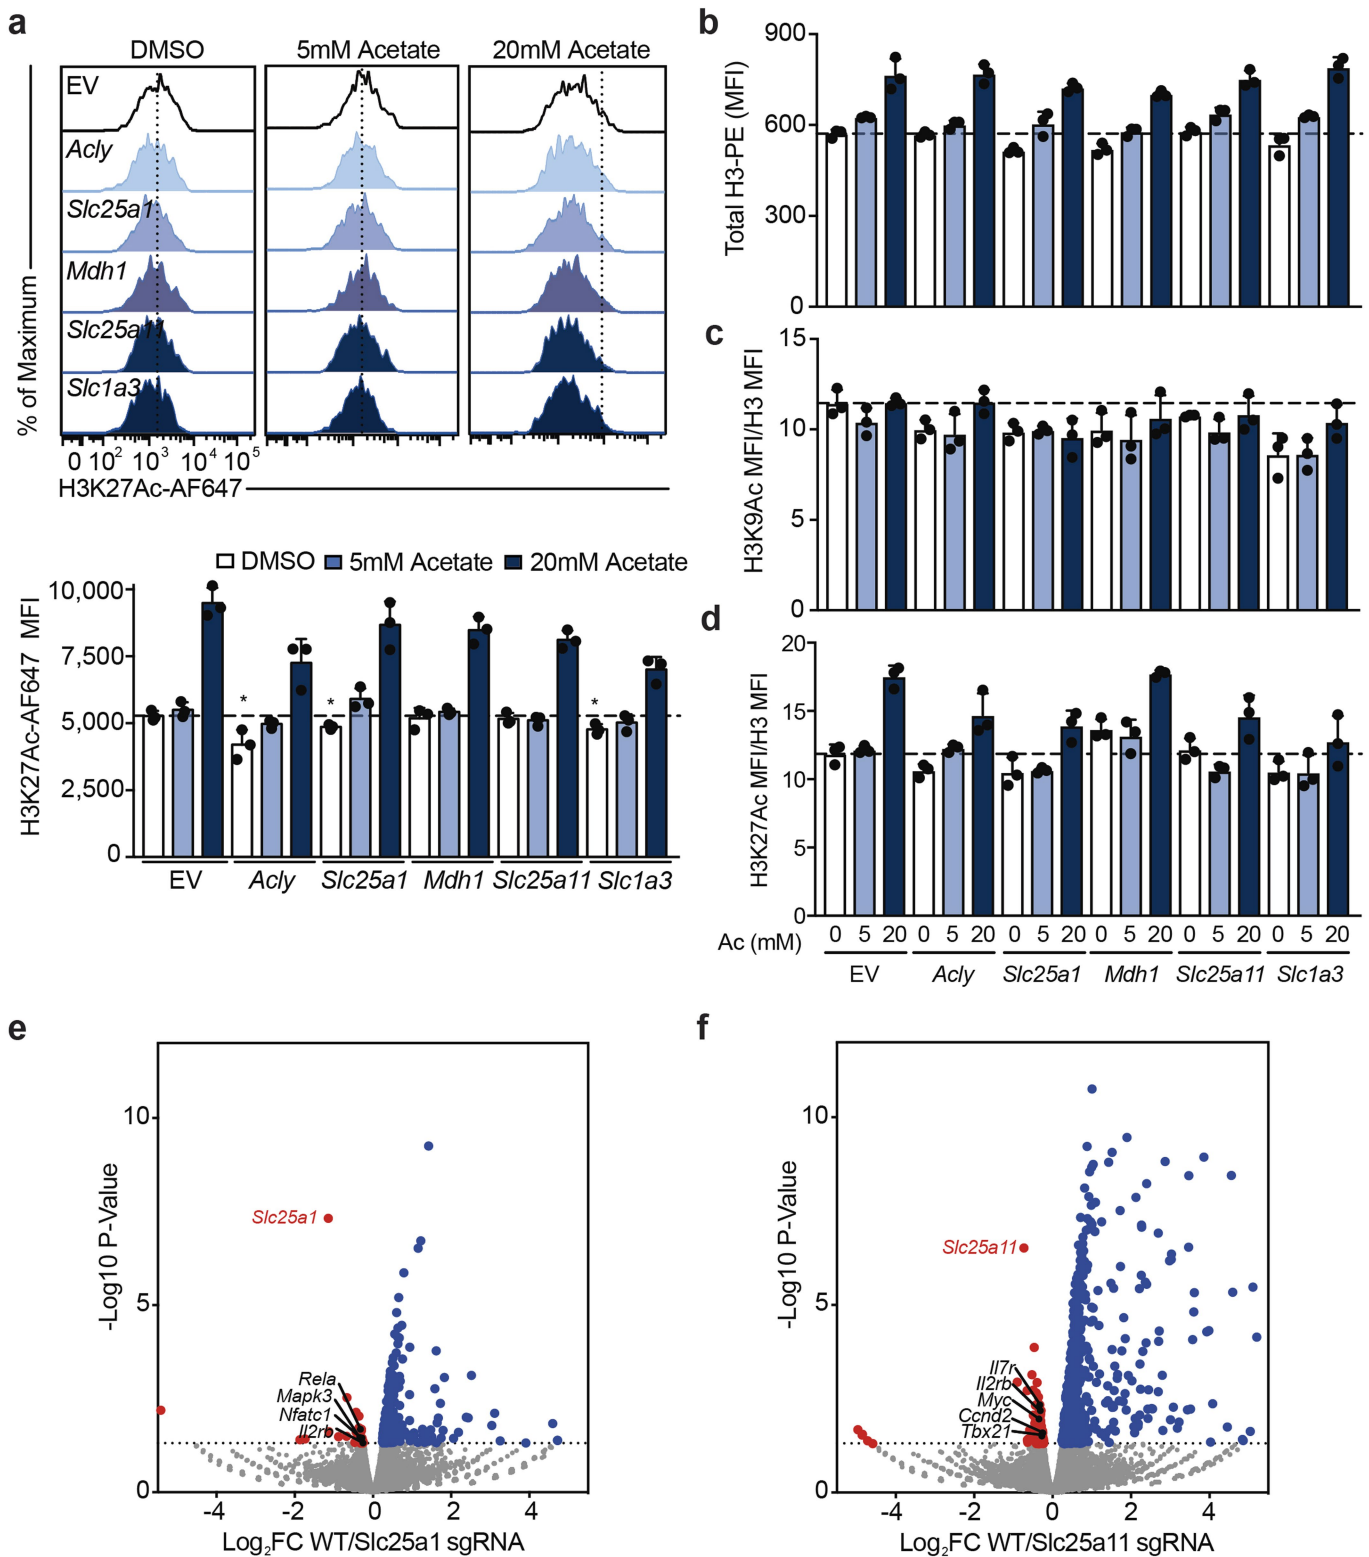 a
DMSO
5mM Acetate
20mM Acetate
EV
Acly
Slc25a1
Mdh1
Slc25a11
Slc1a3
% of Maximum
0 10² 10³ 10⁴ 10⁵
H3K27Ac-AF647
DMSO 5mM Acetate 20mM Acetate
H3K27Ac-AF647 MFI
10,000
7,500
5,000
2,500
0
*
*
*
EV Acly Slc25a1 Mdh1 Slc25a11 Slc1a3
b
Total H3-PE (MFI)
900
600
300
0
c
H3K9Ac MFI/H3 MFI
15
10
5
0
d
H3K27Ac MFI/H3 MFI
20
15
10
5
0
Ac (mM) 0 5 20 0 5 20 0 5 20 0 5 20 0 5 20 0 5 20
EV Acly Slc25a1 Mdh1 Slc25a11 Slc1a3
e
-Log10 P-Value
10
5
0
Slc25a1
Rela
Mapk3
Nfatc1
Il2rb
-4 -2 0 2 4
Log₂FC WT/Slc25a1 sgRNA
f
-Log10 P-Value
10
5
0
Slc25a11
Il7r
Il2rb
Myc
Ccnd2
Tbx21
-4 -2 0 2 4
Log₂FC WT/Slc25a11 sgRNA